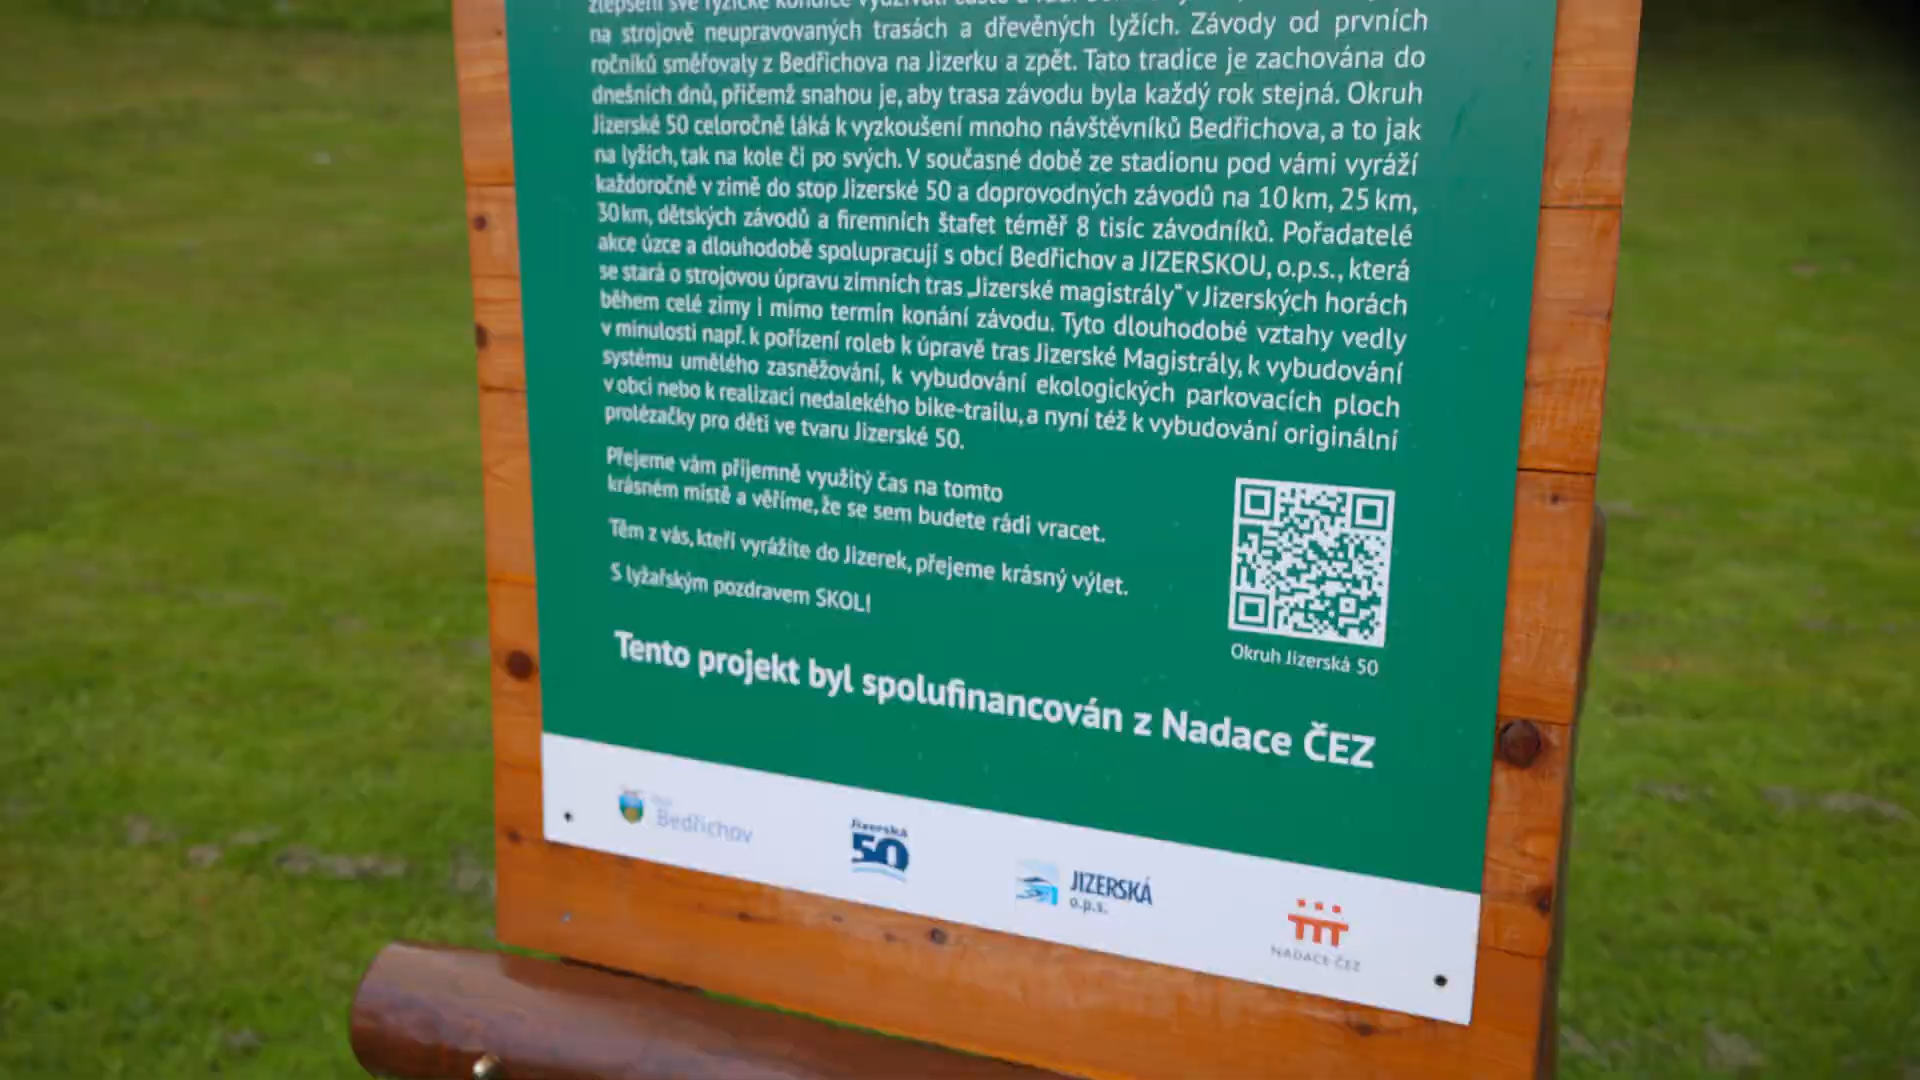 zlepšení své fyzické kondice využívali často a
na strojově neupravovaných trasách a dřevěných lyžích. Závody od prvních
ročníků směřovaly z Bedřichova na Jizerku a zpět. Tato tradice je zachována do
dnešních dnů, přičemž snahou je, aby trasa závodu byla každý rok stejná. Okruh
Jizerské 50 celoročně láká k vyzkoušení mnoho návštěvníků Bedřichova, a to jak
na lyžích, tak na kole či po svých. V současné době ze stadionu pod vámi vyráží
každoročně v zimě do stop Jizerské 50 a doprovodných závodů na 10 km, 25 km,
30 km, dětských závodů a firemních štafet téměř 8 tisíc závodníků. Pořadatelé
akce úzce a dlouhodobě spolupracují s obcí Bedřichov a JIZERSKOU, o.p.s., která
se stará o strojovou úpravu zimních tras „Jizerské magistrály“ v Jizerských horách
během celé zimy i mimo termín konání závodu. Tyto dlouhodobé vztahy vedly
v minulosti např. k pořízení roleb k úpravě tras Jizerské Magistrály, k vybudování
systému umělého zasněžování, k vybudování ekologických parkovacích ploch
v obci nebo k realizaci nedalekého bike-trailu, a nyní též k vybudování originální
prolézačky pro děti ve tvaru Jizerské 50.
Přejeme vám příjemně využitý čas na tomto
krásném místě a věříme, že se sem budete rádi vracet.
Těm z vás, kteří vyrážíte do Jizerek, přejeme krásný výlet.
S lyžařským pozdravem SKOL!
Okruh Jizerská 50
Tento projekt byl spolufinancován z Nadace ČEZ
Bedřichov
Jizerská
50
JIZERSKÁ
o.p.s.
NADACE ČEZ